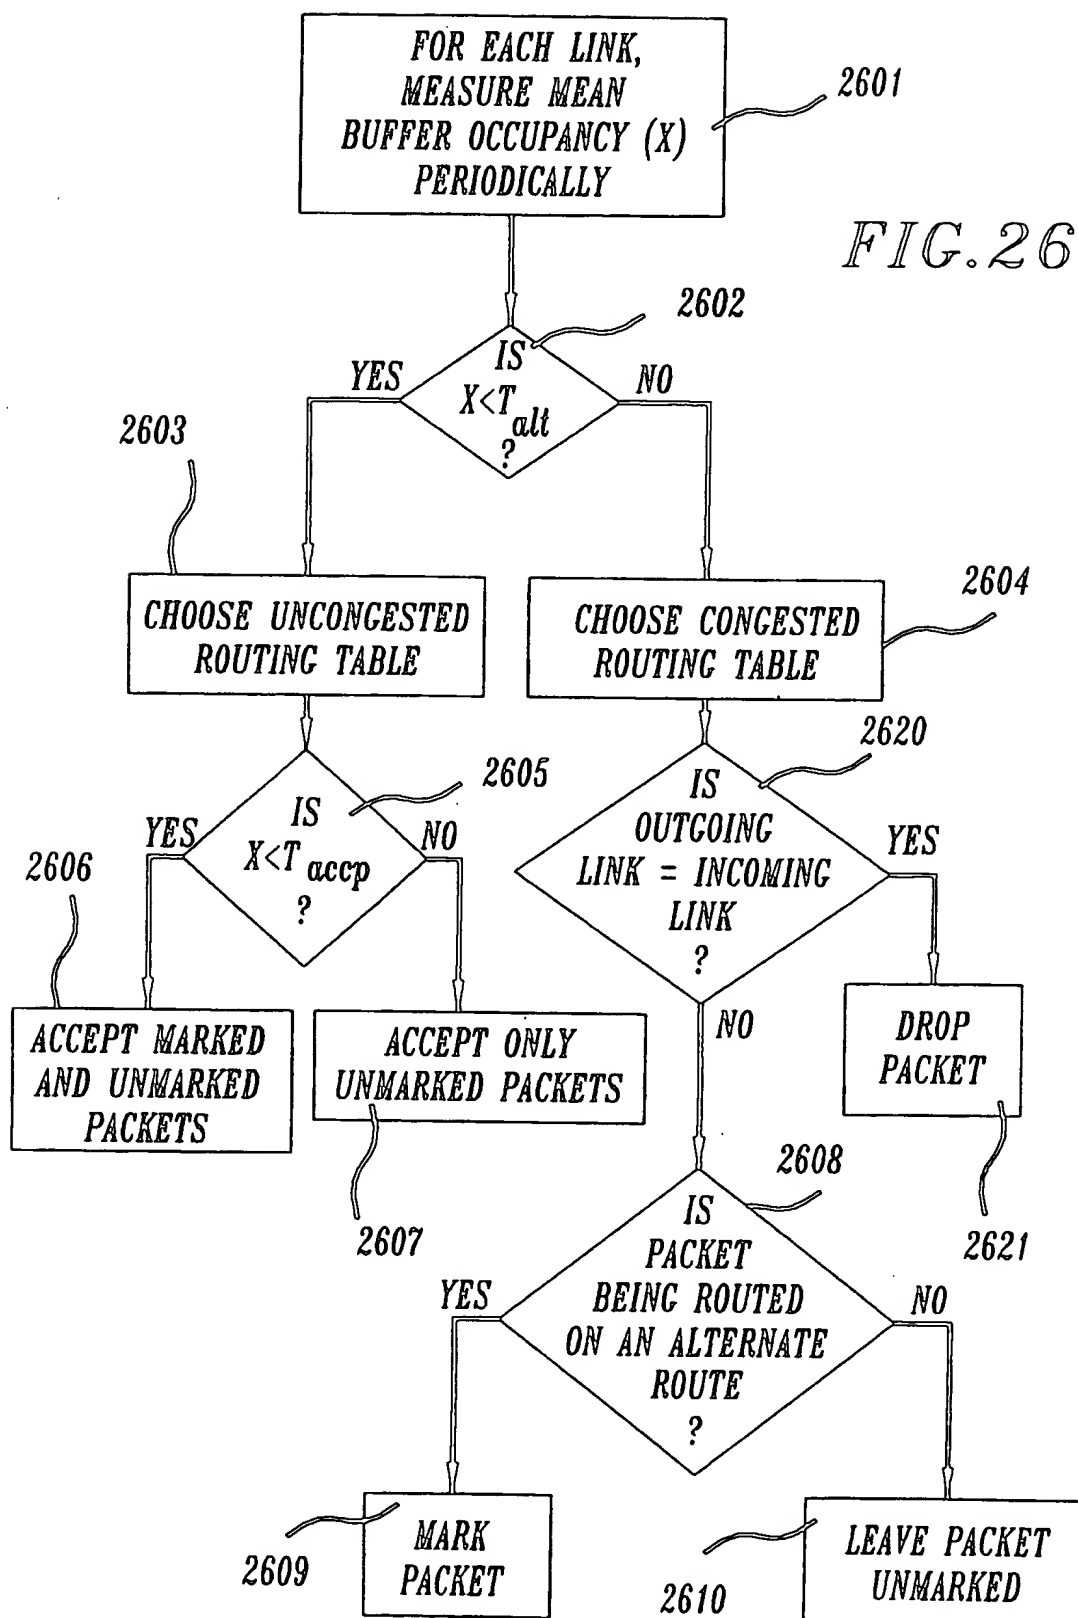 FOR EACH LINK,
MEASURE MEAN
BUFFER OCCUPANCY (X)
PERIODICALLY
2601
FIG.26
2602
IS
X<T alt
?
YES
NO
2603
CHOOSE UNCONGESTED
ROUTING TABLE
2604
CHOOSE CONGESTED
ROUTING TABLE
2605
IS
X<T accp
?
YES
NO
2620
IS
OUTGOING
LINK = INCOMING
LINK
?
YES
NO
2606
ACCEPT MARKED
AND UNMARKED
PACKETS
ACCEPT ONLY
UNMARKED PACKETS
2607
DROP
PACKET
2621
2608
IS
PACKET
BEING ROUTED
ON AN ALTERNATE
ROUTE
?
YES
NO
MARK
PACKET
2609
LEAVE PACKET
UNMARKED
2610